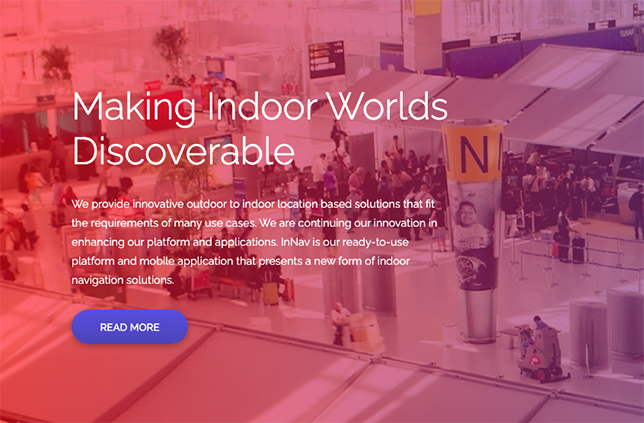 Making Indoor Worlds
Discoverable
We provide innovative outdoor to indoor location based solutions that fit
the requirements of many use cases. We are continuing our innovation in
enhancing our platform and applications. InNav is our ready-to-use
platform and mobile application that presents a new form of indoor
navigation solutions.
READ MORE
N